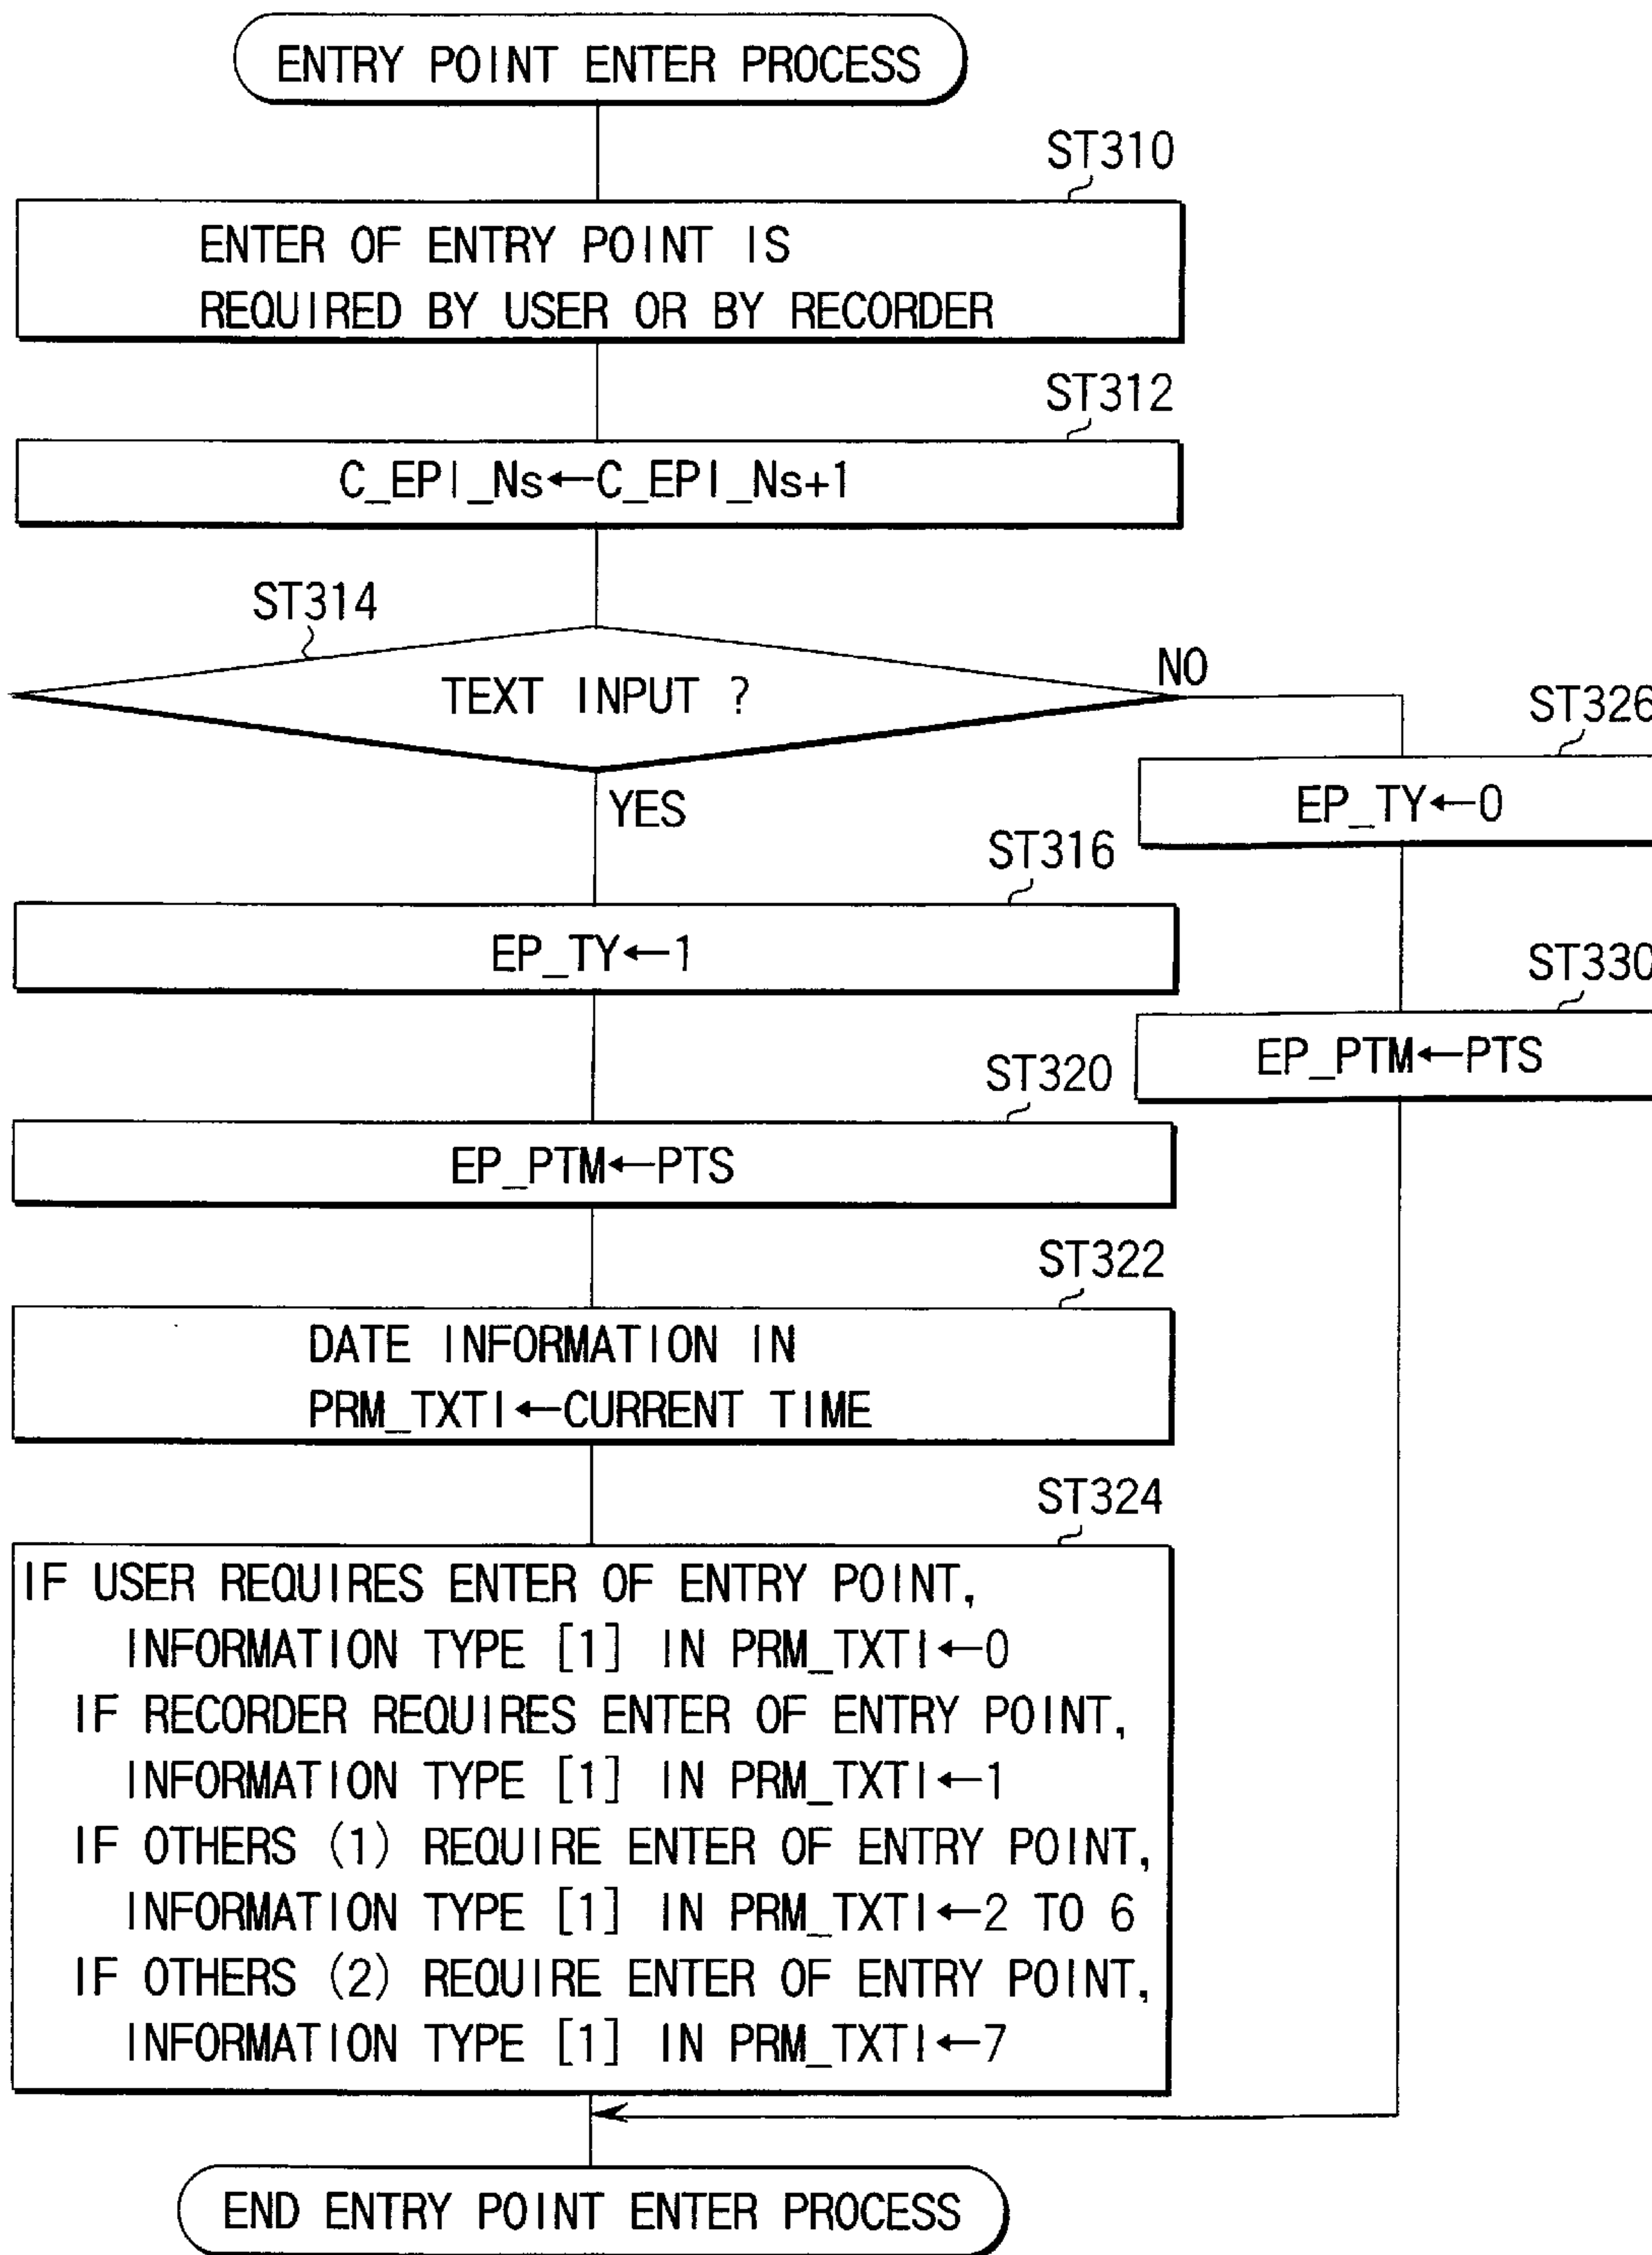 ENTRY POINT ENTER PROCESS
ST310
ENTER OF ENTRY POINT IS
REQUIRED BY USER OR BY RECORDER
ST312
C_EPI_Ns←C_EPI_Ns+1
ST314
TEXT INPUT ?
NO
YES
ST326
EP_TY←0
ST316
EP_TY←1
ST330
EP_PTM←PTS
ST320
EP_PTM←PTS
ST322
DATE INFORMATION IN
PRM_TXTI←CURRENT TIME
ST324
IF USER REQUIRES ENTER OF ENTRY POINT,
INFORMATION TYPE [1] IN PRM_TXTI←0
IF RECORDER REQUIRES ENTER OF ENTRY POINT,
INFORMATION TYPE [1] IN PRM_TXTI←1
IF OTHERS (1) REQUIRE ENTER OF ENTRY POINT,
INFORMATION TYPE [1] IN PRM_TXTI←2 TO 6
IF OTHERS (2) REQUIRE ENTER OF ENTRY POINT,
INFORMATION TYPE [1] IN PRM_TXTI←7
END ENTRY POINT ENTER PROCESS